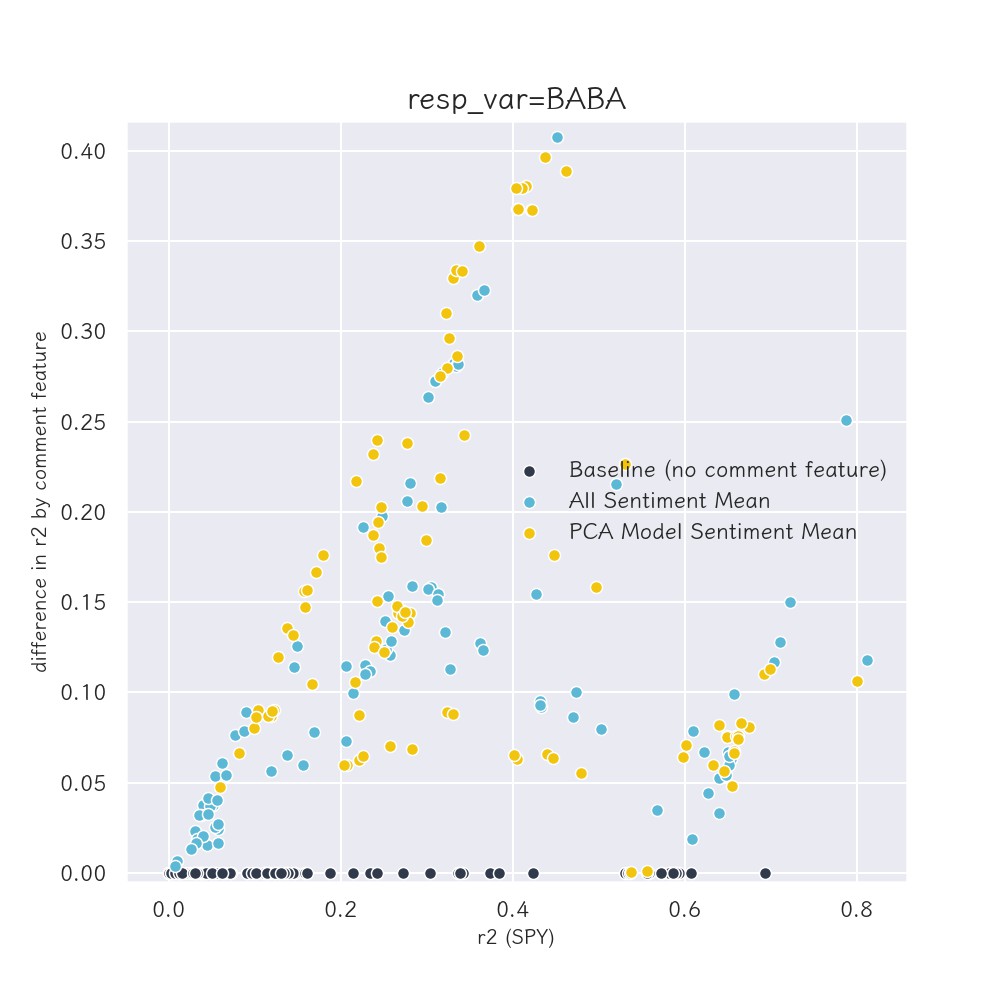 resp_var=BABA
0.40
0.35
0.30
0.25
0.20
0.15
0.10
0.05
0.00
difference in r2 by comment feature
Baseline (no comment feature)
All Sentiment Mean
PCA Model Sentiment Mean
0.0
0.2
0.4
0.6
0.8
r2 (SPY)